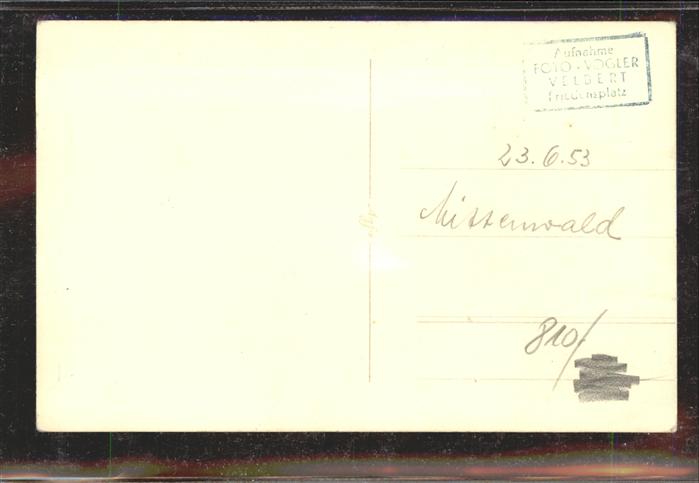 Aufnahme
FOTO - VOGLER
VELBERT
Friedensplatz
23.6.53
Mittenwald
810/